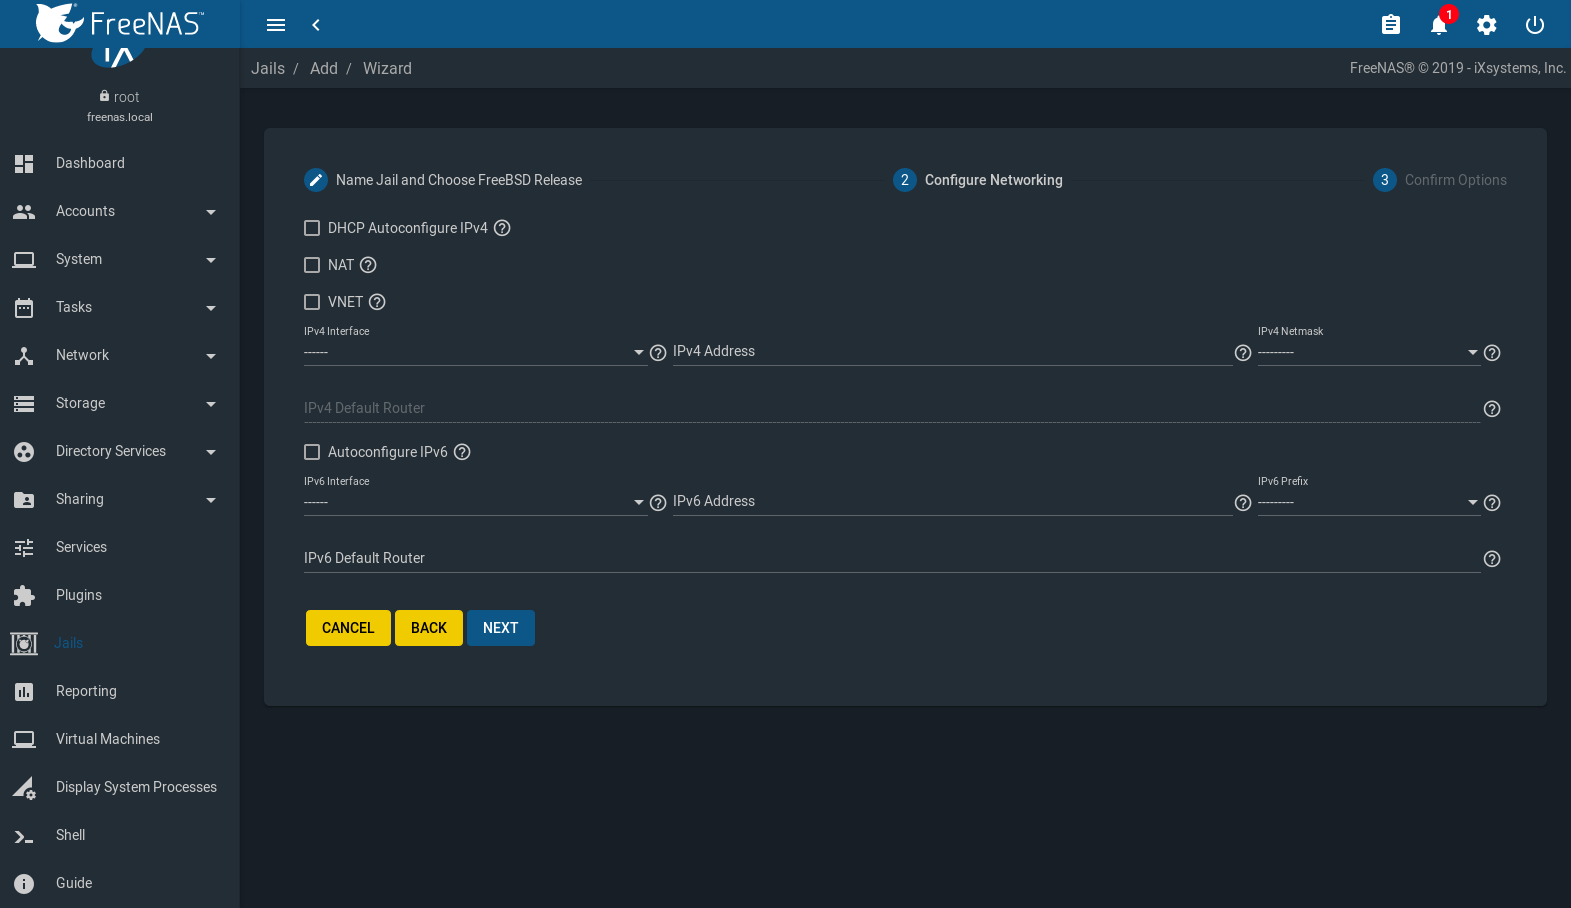 FreeNAS™
1
Jails / Add / Wizard
FreeNAS® © 2019 - iXsystems, Inc.
root
freenas.local
Dashboard
Accounts
System
Tasks
Network
Storage
Directory Services
Sharing
Services
Plugins
Jails
Reporting
Virtual Machines
Display System Processes
Shell
Guide
Name Jail and Choose FreeBSD Release
2 Configure Networking
3 Confirm Options
DHCP Autoconfigure IPv4
NAT
VNET
IPv4 Interface
------
IPv4 Address
IPv4 Netmask
---------
IPv4 Default Router
Autoconfigure IPv6
IPv6 Interface
------
IPv6 Address
IPv6 Prefix
---------
IPv6 Default Router
CANCEL BACK NEXT